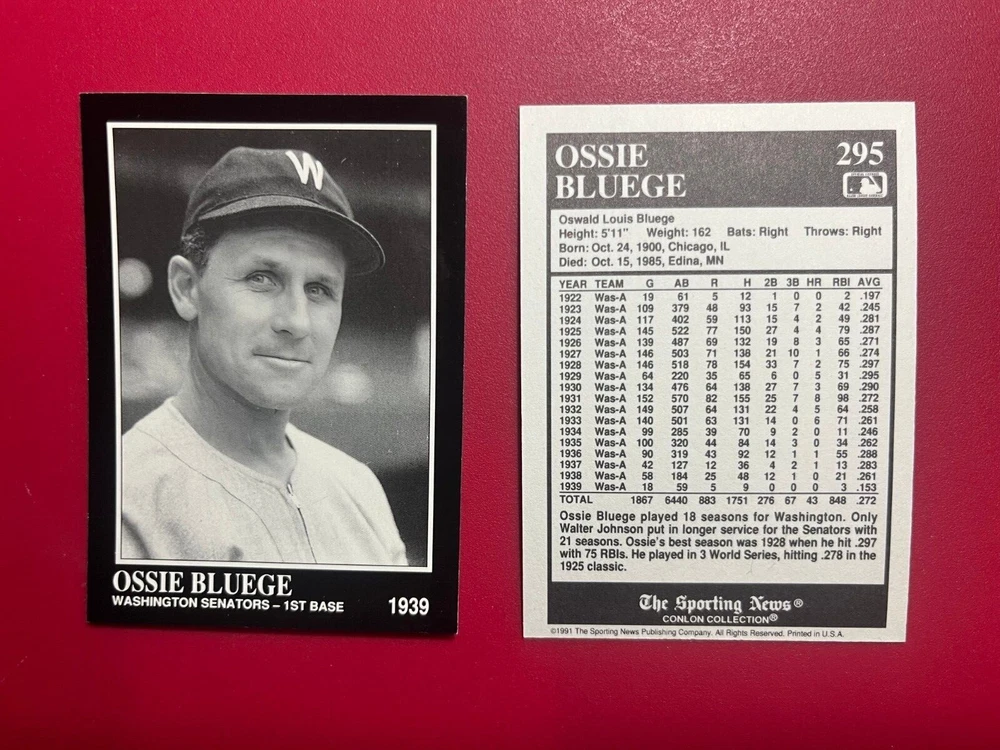 W
OSSIE BLUEGE
WASHINGTON SENATORS – 1ST BASE 1939
OSSIE
BLUEGE
295
Oswald Louis Bluege
Height: 5'11" Weight: 162 Bats: Right Throws: Right
Born: Oct. 24, 1900, Chicago, IL
Died: Oct. 15, 1985, Edina, MN
YEAR TEAM G AB R H 2B 3B HR RBI AVG
1922 Was-A 19 61 5 12 1 0 0 2 .197
1923 Was-A 109 379 48 93 15 7 2 42 .245
1924 Was-A 117 402 59 113 15 4 2 49 .281
1925 Was-A 145 522 77 150 27 4 4 79 .287
1926 Was-A 139 487 69 132 19 8 3 65 .271
1927 Was-A 146 503 71 138 21 10 1 66 .274
1928 Was-A 146 518 78 154 33 7 2 75 .297
1929 Was-A 64 220 35 65 6 0 5 31 .295
1930 Was-A 134 476 64 138 27 7 3 69 .290
1931 Was-A 152 570 82 155 25 7 8 98 .272
1932 Was-A 149 507 64 131 22 4 5 64 .258
1933 Was-A 140 501 63 131 14 0 6 71 .261
1934 Was-A 99 285 39 70 9 2 0 11 .246
1935 Was-A 100 320 44 84 14 3 0 34 .262
1936 Was-A 90 319 43 92 12 1 1 55 .288
1937 Was-A 42 127 12 36 4 2 1 13 .283
1938 Was-A 58 184 25 48 12 1 0 21 .261
1939 Was-A 18 59 5 9 0 0 0 3 .153
TOTAL 1867 6440 883 1751 276 67 43 848 .272
Ossie Bluege played 18 seasons for Washington. Only
Walter Johnson put in longer service for the Senators with
21 seasons. Ossie's best season was 1928 when he hit .297
with 75 RBIs. He played in 3 World Series, hitting .278 in the
1925 classic.
The Sporting News®
CONLON COLLECTION®
©1991 The Sporting News Publishing Company. All Rights Reserved. Printed in U.S.A.